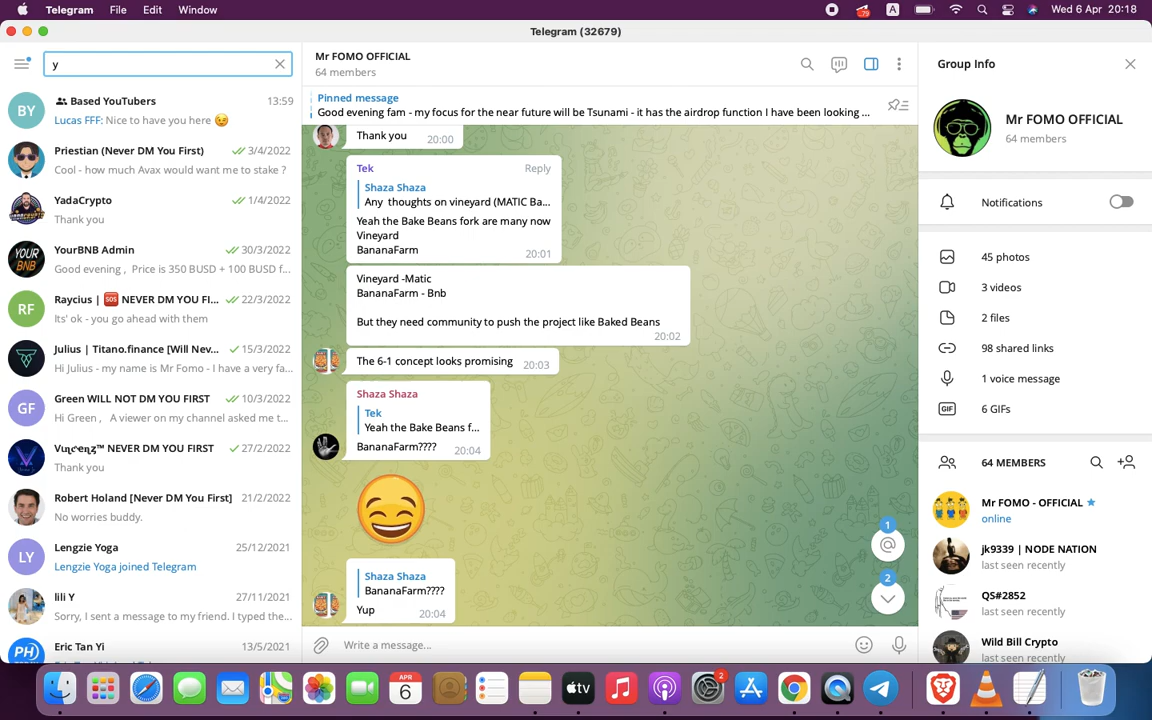 Telegram File Edit Window
79
A
Wed 6 Apr 20:18
Telegram (32679)
y
BY
Based YouTubers 13:59
Lucas FFF: Nice to have you here 😉
Priestian (Never DM You First) 3/4/2022
Cool - how much Avax would want me to stake ?
YadaCrypto 1/4/2022
Thank you
YOUR
BNB
YourBNB Admin 30/3/2022
Good evening , Price is 350 BUSD + 100 BUSD f...
RF
Raycius | 🆘 NEVER DM YOU FI... 22/3/2022
Its' ok - you go ahead with them
Julius | Titano.finance [Will Nev... 15/3/2022
Hi Julius - my name is Mr Fomo - I have a very fa...
GF
Green WILL NOT DM YOU FIRST 10/3/2022
Hi Green , A viewer on my channel asked me t...
NEVER DM YOU FIRST 27/2/2022
Thank you
Robert Holand [Never DM You First] 21/2/2022
No worries buddy.
LY
Lengzie Yoga 25/12/2021
Lengzie Yoga joined Telegram
lili Y 27/11/2021
Sorry, I sent a message to my friend. I typed the...
PH
Eric Tan Yi 13/5/2021
Mr FOMO OFFICIAL
64 members
Pinned message
Good evening fam - my focus for the near future will be Tsunami - it has the airdrop function I have been looking ...
Thank you 20:00
Tek Reply
Shaza Shaza
Any thoughts on vineyard (MATIC Ba...
Yeah the Bake Beans fork are many now
Vineyard
BananaFarm 20:01
Vineyard -Matic
BananaFarm - Bnb
But they need community to push the project like Baked Beans
20:02
The 6-1 concept looks promising 20:03
Shaza Shaza
Tek
Yeah the Bake Beans f...
BananaFarm???? 20:04
Shaza Shaza
BananaFarm????
Yup 20:04
1
@
2
Write a message...
Group Info
Mr FOMO OFFICIAL
64 members
Notifications
45 photos
3 videos
2 files
98 shared links
1 voice message
GIF 6 GIFs
64 MEMBERS
Mr FOMO - OFFICIAL
online
jk9339 | NODE NATION
last seen recently
QS#2852
last seen recently
Wild Bill Crypto
last seen recently
APR
6
tv
2